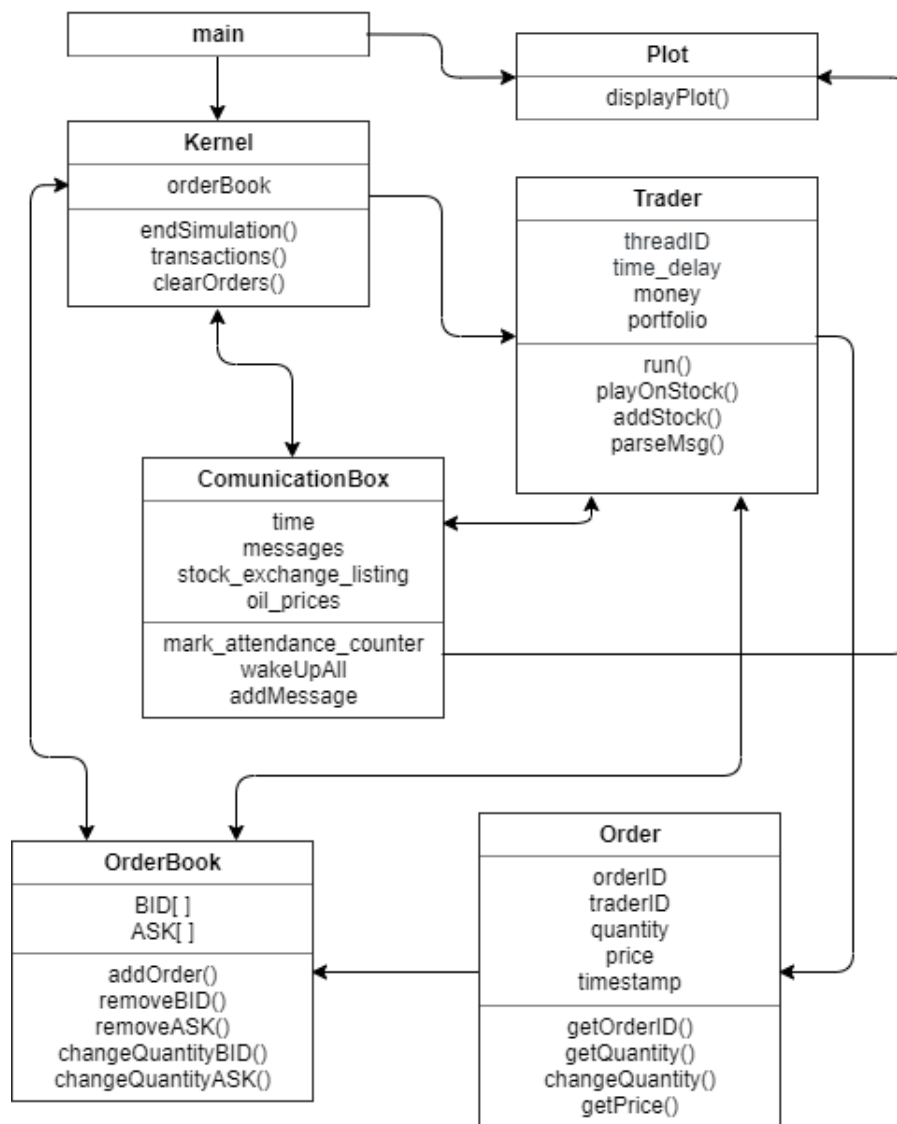 main
Plot
displayPlot()
Kernel
orderBook
endSimulation()
transactions()
clearOrders()
Trader
threadID
time_delay
money
portfolio
run()
playOnStock()
addStock()
parseMsg()
ComunicationBox
time
messages
stock_exchange_listing
oil_prices
mark_attendance_counter
wakeUpAll
addMessage
OrderBook
BID[ ]
ASK[ ]
addOrder()
removeBID()
removeASK()
changeQuantityBID()
changeQuantityASK()
Order
orderID
traderID
quantity
price
timestamp
getOrderID()
getQuantity()
changeQuantity()
getPrice()